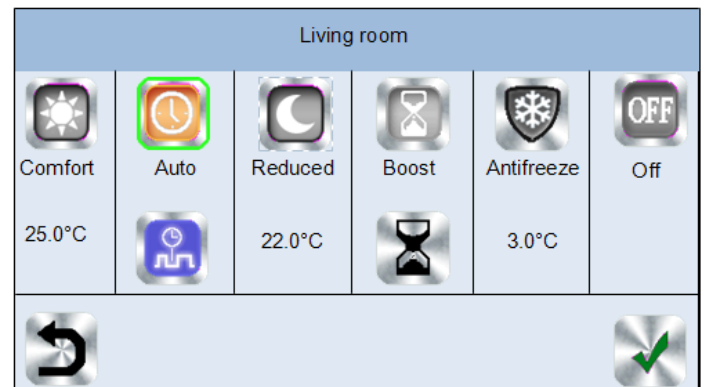 Living room
OFF
Comfort Auto Reduced Boost Antifreeze Off
25.0°C 22.0°C 3.0°C